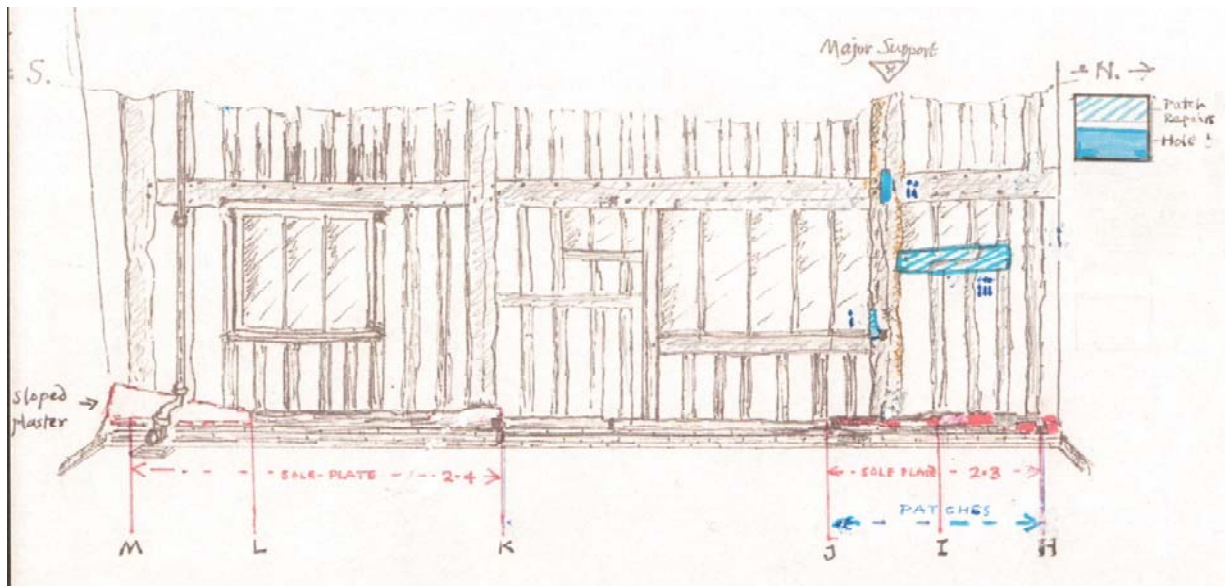 Major Support
= S.
- N. →
Patch
Repairs
Hole
Sloped
plaster
SOLE-PLATE 2-4
SOLE PLATE 2-3
PATCHES
M
L
K
J
I
H